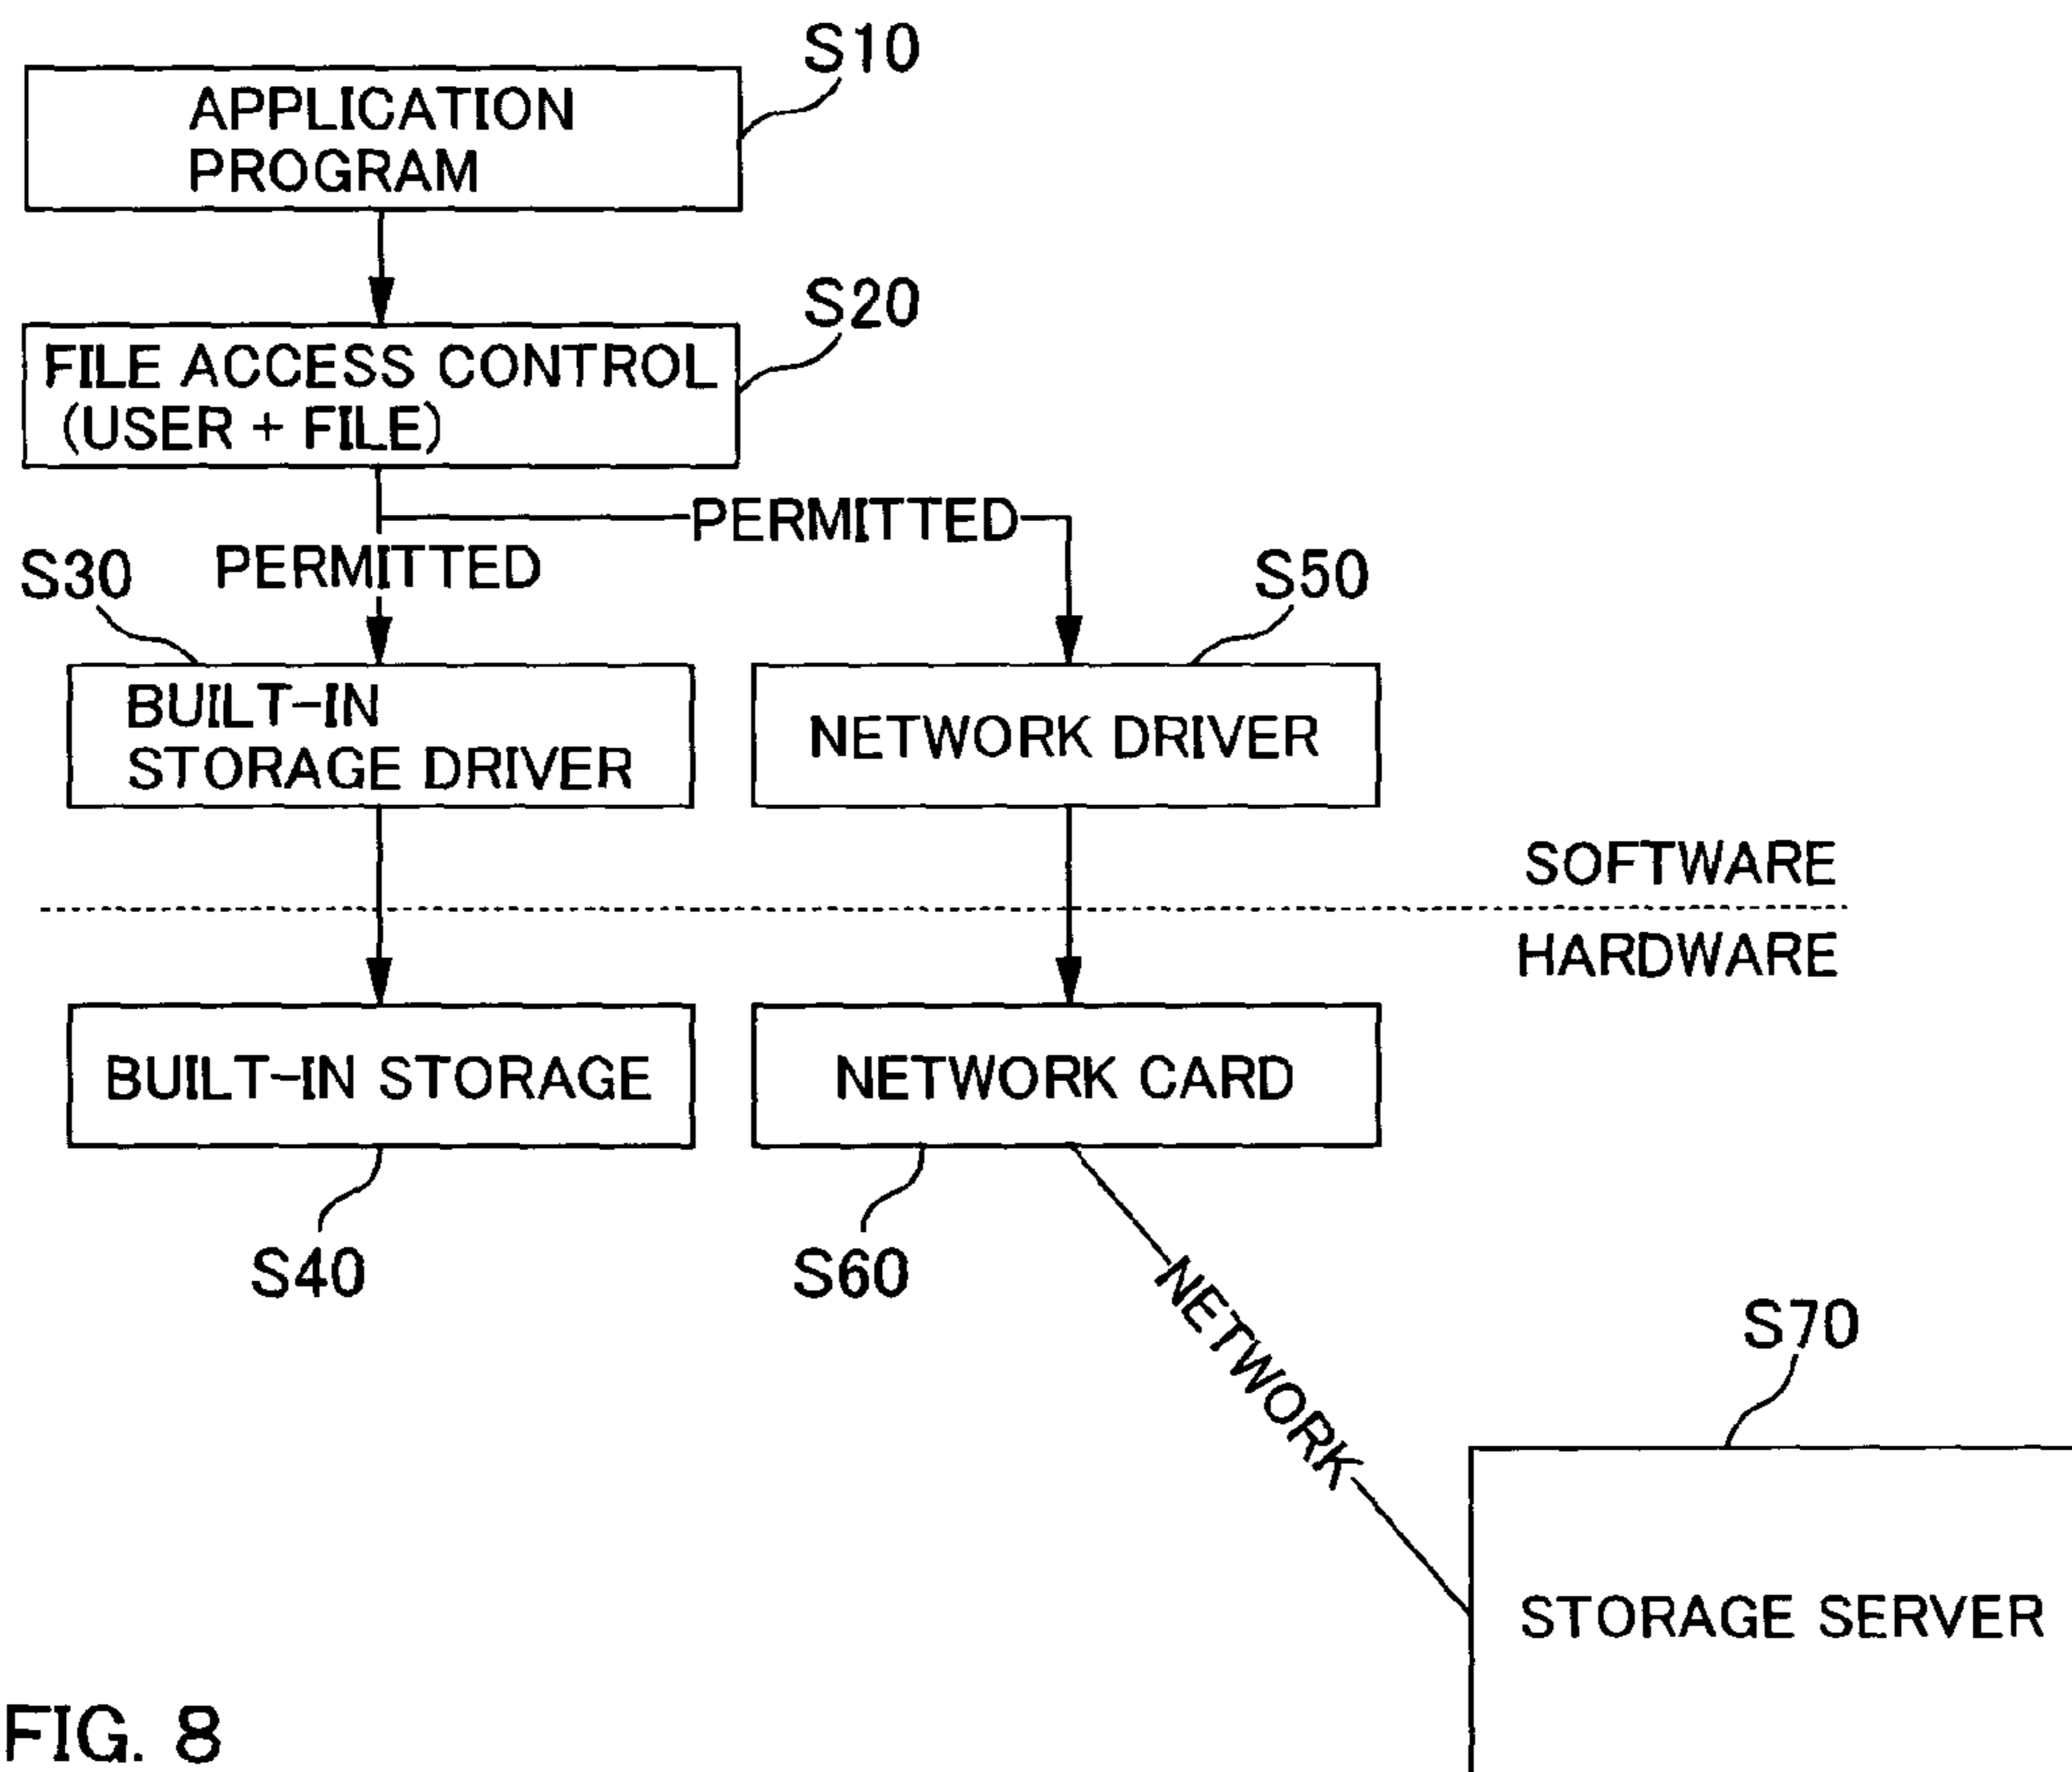 S10
APPLICATION
PROGRAM
S20
FILE ACCESS CONTROL
(USER + FILE)
PERMITTED
PERMITTED
S30
S50
BUILT-IN
STORAGE DRIVER
NETWORK DRIVER
SOFTWARE
HARDWARE
BUILT-IN STORAGE
NETWORK CARD
S40
S60
NETWORK
S70
STORAGE SERVER
FIG. 8